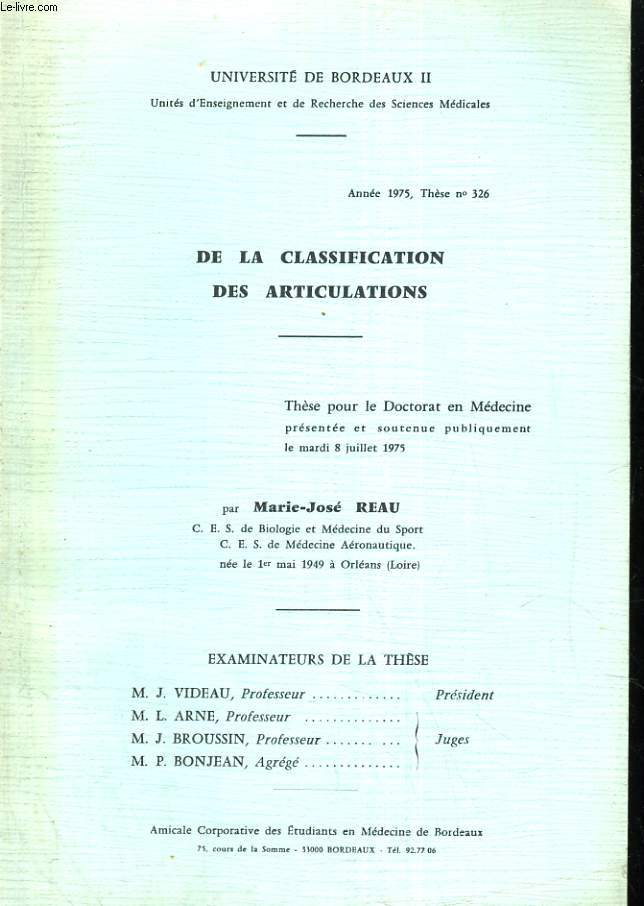 Le-livre.com
UNIVERSITÉ DE BORDEAUX II
Unités d'Enseignement et de Recherche des Sciences Médicales
Année 1975, Thèse nº 326
DE LA CLASSIFICATION
DES ARTICULATIONS
Thèse pour le Doctorat en Médecine
présentée et soutenue publiquement
le mardi 8 juillet 1975
par Marie-José REAU
C. E. S. de Biologie et Médecine du Sport
C. E. S. de Médecine Aéronautique.
née le 1er mai 1949 à Orléans (Loire)
EXAMINATEURS DE LA THÈSE
M. J. VIDEAU, Professeur ............. Président
M. L. ARNE, Professeur ..............
M. J. BROUSSIN, Professeur ....... ... Juges
M. P. BONJEAN, Agrégé ..............
Amicale Corporative des Étudiants en Médecine de Bordeaux
75, cours de la Somme - 33000 BORDEAUX - Tél. 92.77 06